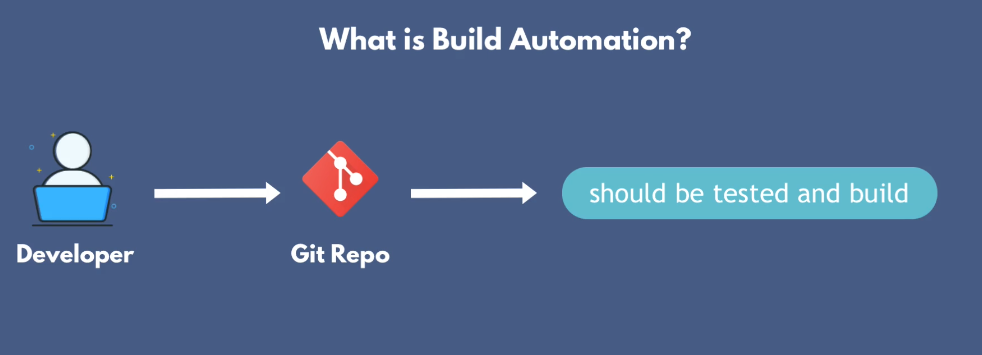 What is Build Automation?
should be tested and build
Developer
Git Repo